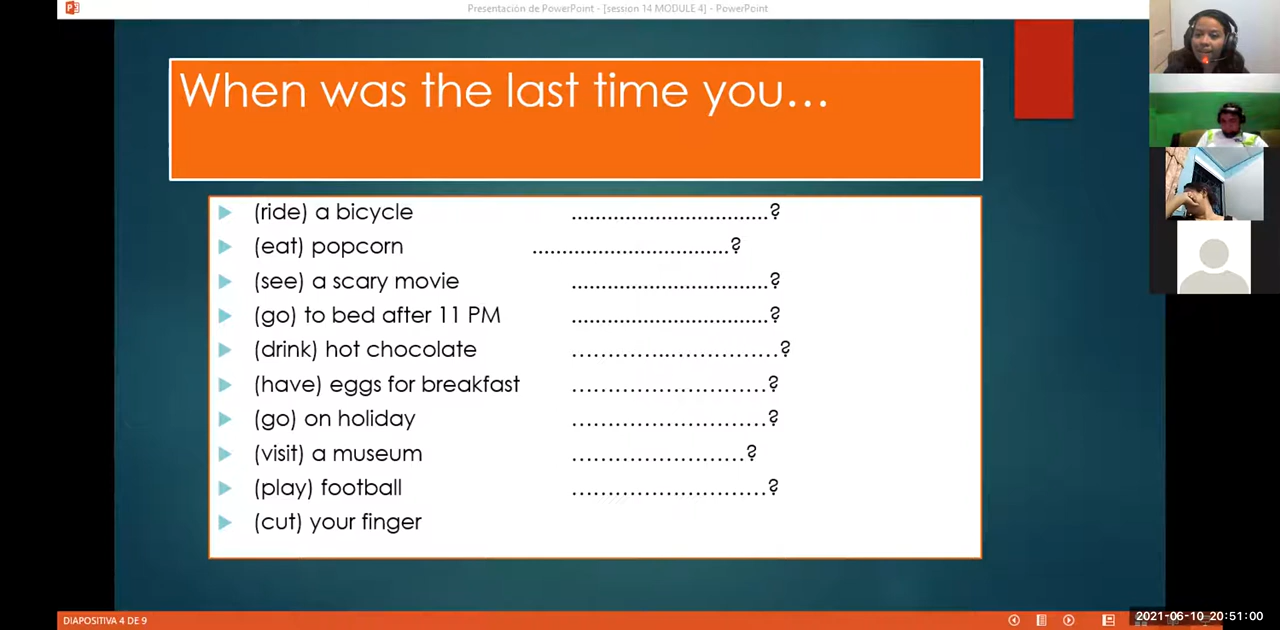 Presentación de PowerPoint - [session 14 MODULE 4] - PowerPoint
When was the last time you...
(ride) a bicycle .................................?
(eat) popcorn .................................?
(see) a scary movie .................................?
(go) to bed after 11 PM .................................?
(drink) hot chocolate ……………..……………?
(have) eggs for breakfast ………………………?
(go) on holiday ………………………?
(visit) a museum ……………………?
(play) football ………………………?
(cut) your finger
DIAPOSITIVA 4 DE 9
2021-06-10 20:51:00